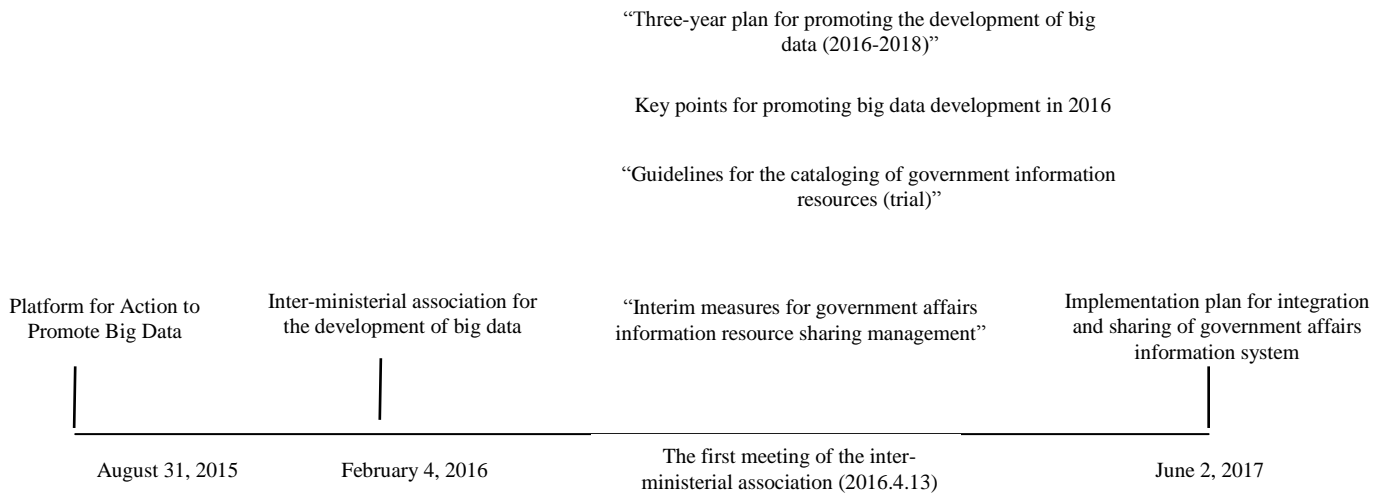 “Three-year plan for promoting the development of big
data (2016-2018)”
Key points for promoting big data development in 2016
“Guidelines for the cataloging of government information
resources (trial)”
Platform for Action to
Promote Big Data
Inter-ministerial association for
the development of big data
“Interim measures for government affairs
information resource sharing management”
Implementation plan for integration
and sharing of government affairs
information system
August 31, 2015
February 4, 2016
The first meeting of the inter-
ministerial association (2016.4.13)
June 2, 2017